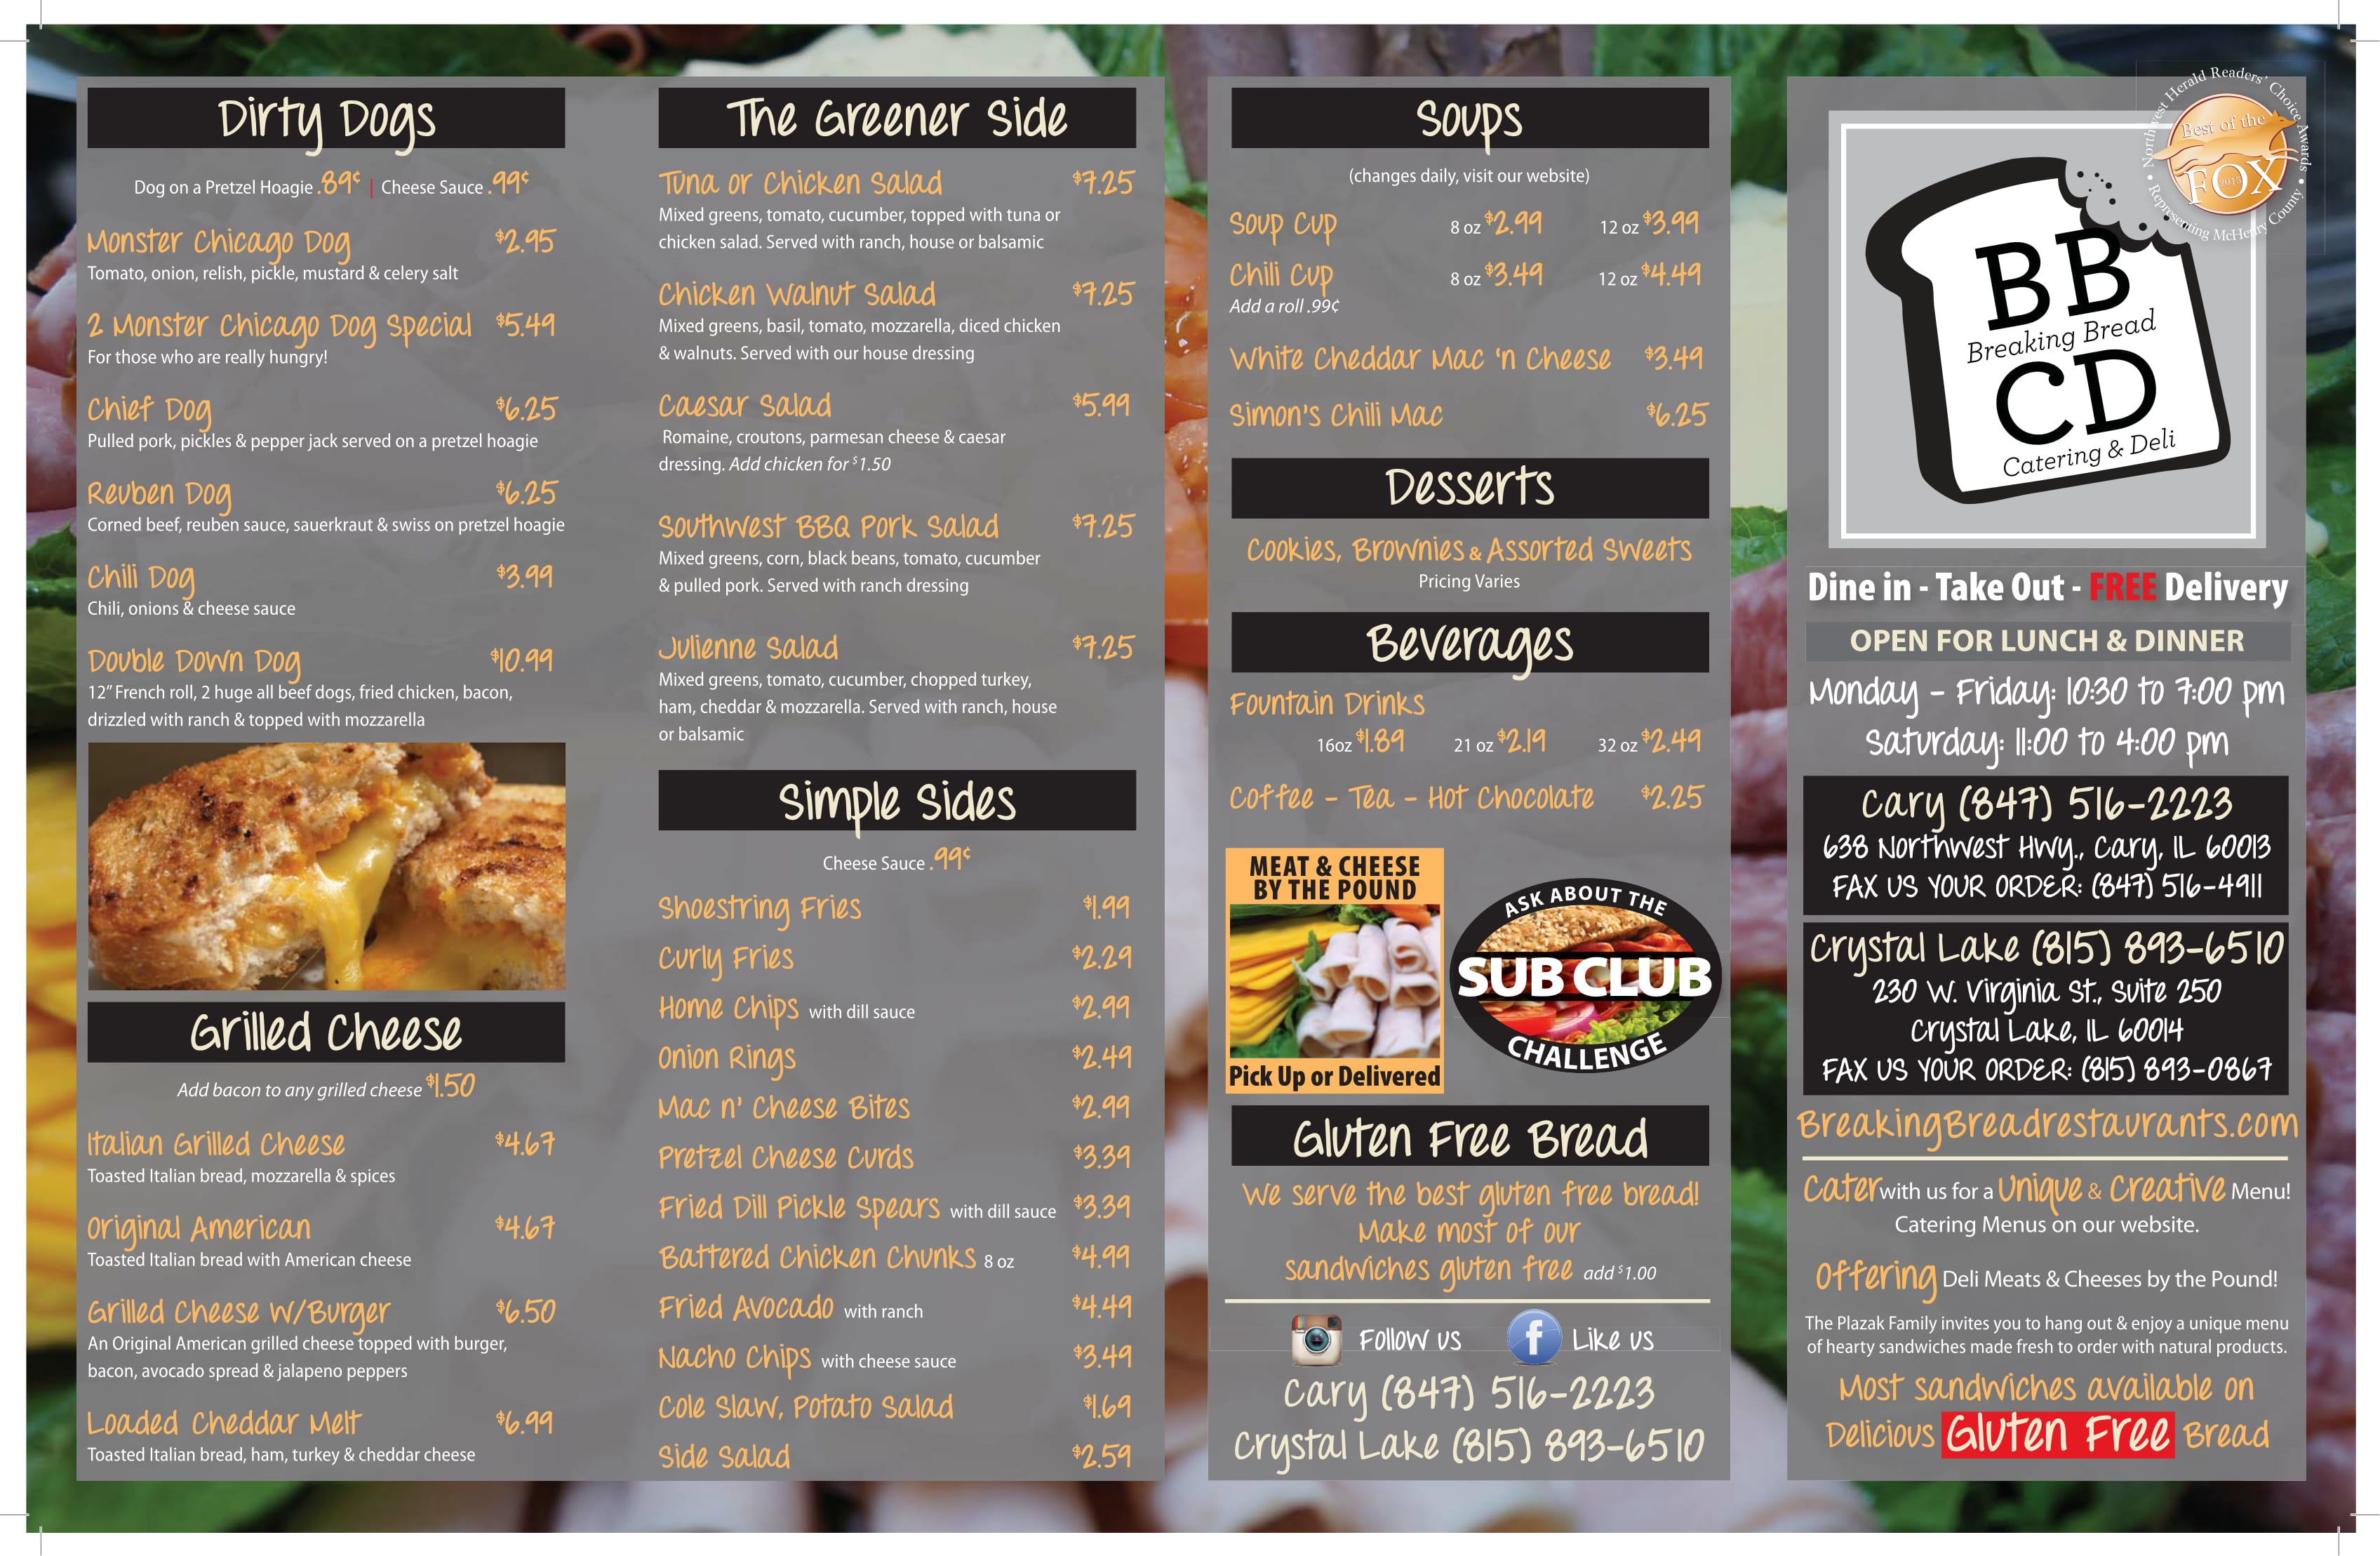 Dirty Dogs
Dog on a Pretzel Hoagie .89¢ | Cheese Sauce .99¢
Monster Chicago Dog $2.95
Tomato, onion, relish, pickle, mustard & celery salt
2 Monster Chicago Dog Special $5.49
For those who are really hungry!
Chief Dog $6.25
Pulled pork, pickles & pepper jack served on a pretzel hoagie
Reuben Dog $6.25
Corned beef, reuben sauce, sauerkraut & swiss on pretzel hoagie
Chili Dog $3.99
Chili, onions & cheese sauce
Double Down Dog $10.99
12" French roll, 2 huge all beef dogs, fried chicken, bacon,
drizzled with ranch & topped with mozzarella
Grilled Cheese
Add bacon to any grilled cheese $1.50
Italian Grilled Cheese $4.67
Toasted Italian bread, mozzarella & spices
Original American $4.67
Toasted Italian bread with American cheese
Grilled Cheese w/Burger $6.50
An Original American grilled cheese topped with burger,
bacon, avocado spread & jalapeno peppers
Loaded Cheddar Melt $6.99
Toasted Italian bread, ham, turkey & cheddar cheese
The Greener Side
Tuna or Chicken Salad $7.25
Mixed greens, tomato, cucumber, topped with tuna or
chicken salad. Served with ranch, house or balsamic
Chicken Walnut Salad $7.25
Mixed greens, basil, tomato, mozzarella, diced chicken
& walnuts. Served with our house dressing
Caesar Salad $5.99
Romaine, croutons, parmesan cheese & caesar
dressing. Add chicken for $1.50
Southwest BBQ Pork Salad $7.25
Mixed greens, corn, black beans, tomato, cucumber
& pulled pork. Served with ranch dressing
Julienne Salad $7.25
Mixed greens, tomato, cucumber, chopped turkey,
ham, cheddar & mozzarella. Served with ranch, house
or balsamic
Simple Sides
Cheese Sauce .99¢
Shoestring Fries $1.99
Curly Fries $2.29
Home Chips with dill sauce $2.99
Onion Rings $2.49
Mac n' Cheese Bites $2.99
Pretzel Cheese Curds $3.39
Fried Dill Pickle Spears with dill sauce $3.39
Battered Chicken Chunks 8 oz $4.99
Fried Avocado with ranch $4.49
Nacho Chips with cheese sauce $3.49
Cole Slaw, Potato Salad $1.69
Side Salad $2.59
Soups
(changes daily, visit our website)
Soup Cup 8 oz $2.99 12 oz $3.99
Chili Cup 8 oz $3.49 12 oz $4.49
Add a roll .99¢
White Cheddar Mac 'n Cheese $3.49
Simon's Chili Mac $6.25
Desserts
Cookies, Brownies & Assorted Sweets
Pricing Varies
Beverages
Fountain Drinks
16oz $1.89 21 oz $2.19 32 oz $2.49
Coffee - Tea - Hot Chocolate $2.25
MEAT & CHEESE
BY THE POUND
Pick Up or Delivered
ASK ABOUT THE
SUB CLUB
CHALLENGE
Gluten Free Bread
We serve the best gluten free bread!
Make most of our
sandwiches gluten free add $1.00
Follow us Like us
Cary (847) 516-2223
Crystal Lake (815) 893-6510
Northwest Herald Readers' Choice Awards
Best of the
FOX
2015
Representing McHenry County
BB
Breaking Bread
CD
Catering & Deli
Dine in - Take Out - FREE Delivery
OPEN FOR LUNCH & DINNER
Monday - Friday: 10:30 to 7:00 pm
Saturday: 11:00 to 4:00 pm
Cary (847) 516-2223
638 Northwest Hwy., Cary, IL 60013
FAX US YOUR ORDER: (847) 516-4911
Crystal Lake (815) 893-6510
230 W. Virginia St., Suite 250
Crystal Lake, IL 60014
FAX US YOUR ORDER: (815) 893-0867
BreakingBreadrestaurants.com
Cater with us for a Unique & Creative Menu!
Catering Menus on our website.
Offering Deli Meats & Cheeses by the Pound!
The Plazak Family invites you to hang out & enjoy a unique menu
of hearty sandwiches made fresh to order with natural products.
Most sandwiches available on
Delicious Gluten Free Bread